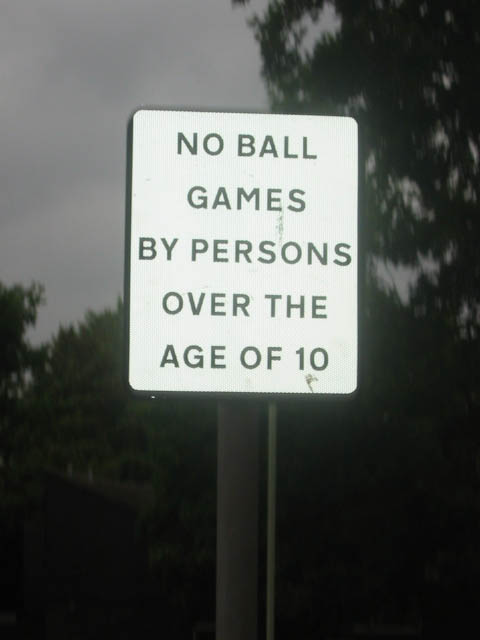 NO BALL
GAMES
BY PERSONS
OVER THE
AGE OF 10